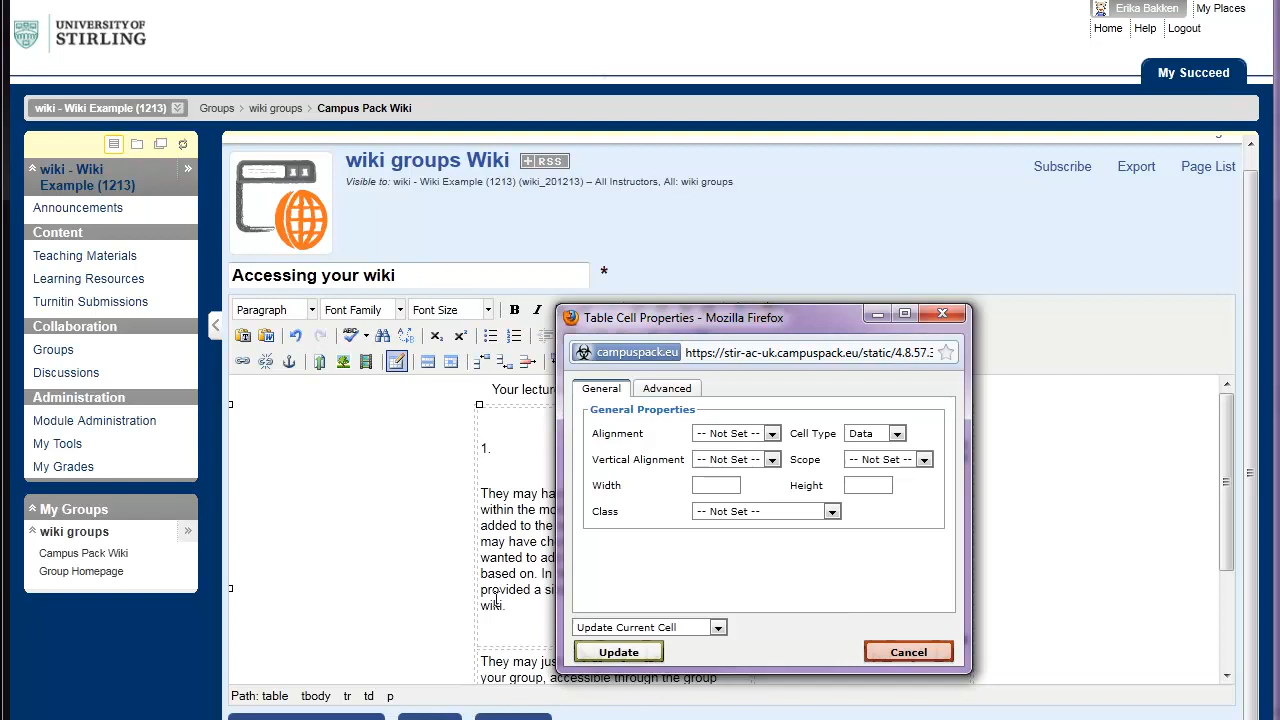 UNIVERSITY OF
STIRLING
Erika Bakken My Places
Home Help Logout
My Succeed
wiki - Wiki Example (1213) Groups > wiki groups > Campus Pack Wiki
wiki - Wiki
Example (1213)
Announcements
Content
Teaching Materials
Learning Resources
Turnitin Submissions
Collaboration
Groups
Discussions
Administration
Module Administration
My Tools
My Grades
My Groups
wiki groups
Campus Pack Wiki
Group Homepage
wiki groups Wiki + RSS
Visible to: wiki - Wiki Example (1213) (wiki_201213) – All Instructors, All: wiki groups
Subscribe Export Page List
Accessing your wiki *
Paragraph Font Family Font Size B I
Your lectur
1.
They may ha
within the mo
added to the
may have ch
wanted to ad
based on. In
provided a si
wiki.
They may jus
your group, accessible through the group
Path: table tbody tr td p
Table Cell Properties - Mozilla Firefox
campuspack.eu https://stir-ac-uk.campuspack.eu/static/4.8.57.3
General Advanced
General Properties
Alignment -- Not Set -- Cell Type Data
Vertical Alignment -- Not Set -- Scope -- Not Set --
Width Height
Class -- Not Set --
Update Current Cell
Update Cancel